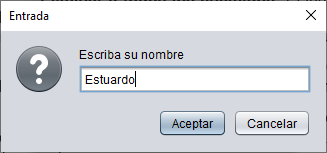 Entrada
Escriba su nombre
Estuardo
Aceptar
Cancelar